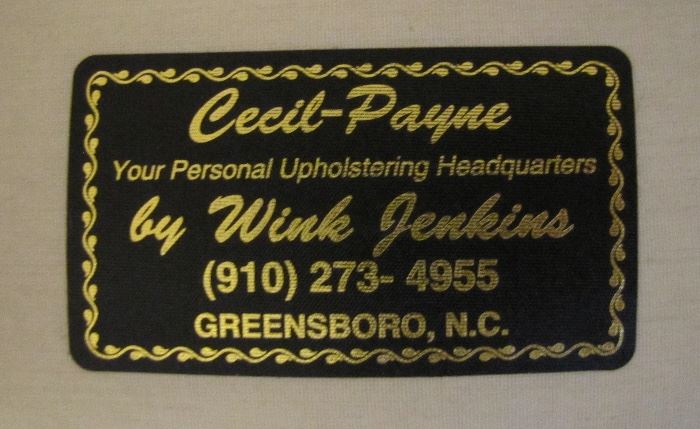 Cecil-Payne
Your Personal Upholstering Headquarters
by Wink Jenkins
(910) 273- 4955
GREENSBORO, N.C.